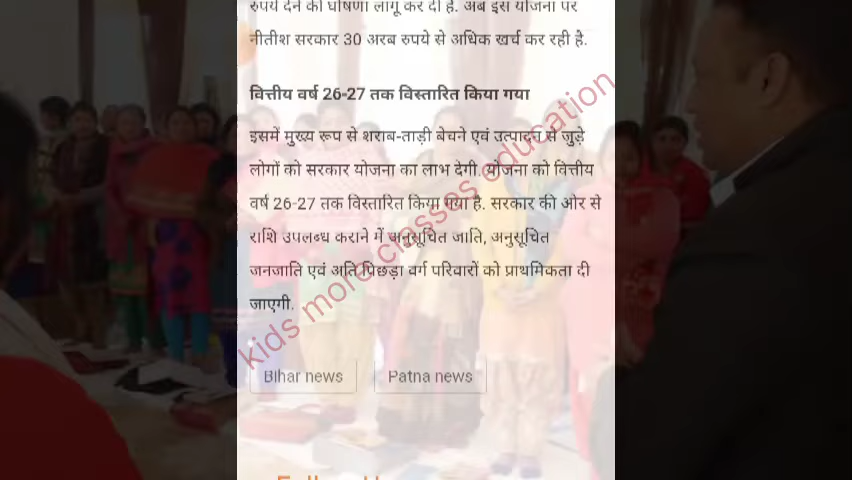 रुपये देने की घोषणा लागू कर दी है. अब इस योजना पर
नीतीश सरकार 30 अरब रुपये से अधिक खर्च कर रही है.
वित्तीय वर्ष 26-27 तक विस्तारित किया गया
इसमें मुख्य रूप से शराब-ताड़ी बेचने एवं उत्पादन से जुड़े
लोगों को सरकार योजना का लाभ देगी. योजना को वित्तीय
वर्ष 26-27 तक विस्तारित किया गया है. सरकार की ओर से
राशि उपलब्ध कराने में अनुसूचित जाति, अनुसूचित
जनजाति एवं अति पिछड़ा वर्ग परिवारों को प्राथमिकता दी
जाएगी.
kids more classes education
Bihar news Patna news